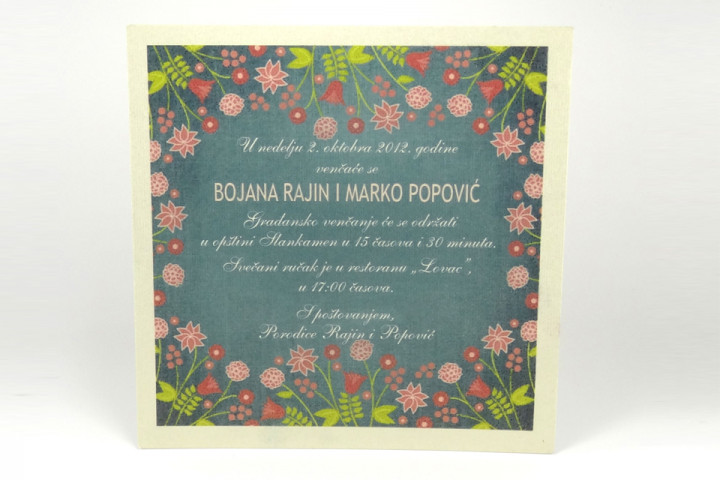 U nedelju 2. oktobra 2012. godine
venčaće se
BOJANA RAJIN I MARKO POPOVIĆ
Građansko venčanje će se održati
u opštini Slankamen u 15 časova i 30 minuta.
Svečani ručak je u restoranu „Lovac”,
u 17:00 časova.
S poštovanjem,
Porodice Rajin i Popović